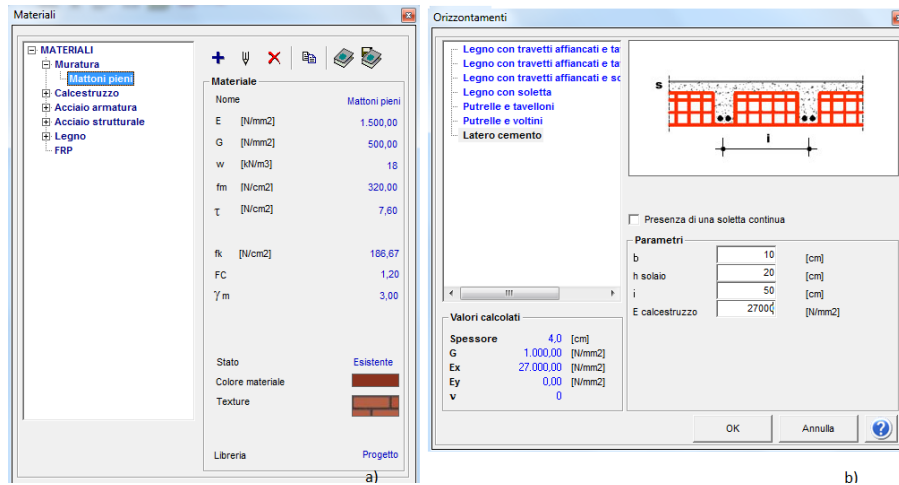 Materiali
MATERIALI
Muratura
Mattoni pieni
Calcestruzzo
Acciaio armatura
Acciaio strutturale
Legno
FRP
Materiale
Nome Mattoni pieni
E [N/mm2] 1.500,00
G [N/mm2] 500,00
w [kN/m3] 18
fm [N/cm2] 320,00
τ [N/cm2] 7,60
fk [N/cm2] 186,67
FC 1,20
γ m 3,00
Stato Esistente
Colore materiale
Texture
Libreria Progetto
a)
Orizzontamenti
Legno con travetti affiancati e ta
Legno con travetti affiancati e ta
Legno con travetti affiancati e so
Legno con soletta
Putrelle e tavelloni
Putrelle e voltini
Latero cemento
s
i
Presenza di una soletta continua
Parametri
b 10 [cm]
h solaio 20 [cm]
i 50 [cm]
E calcestruzzo 27000 [N/mm2]
Valori calcolati
Spessore 4,0 [cm]
G 1.000,00 [N/mm2]
Ex 27.000,00 [N/mm2]
Ey 0,00 [N/mm2]
ν 0
OK Annulla ?
b)